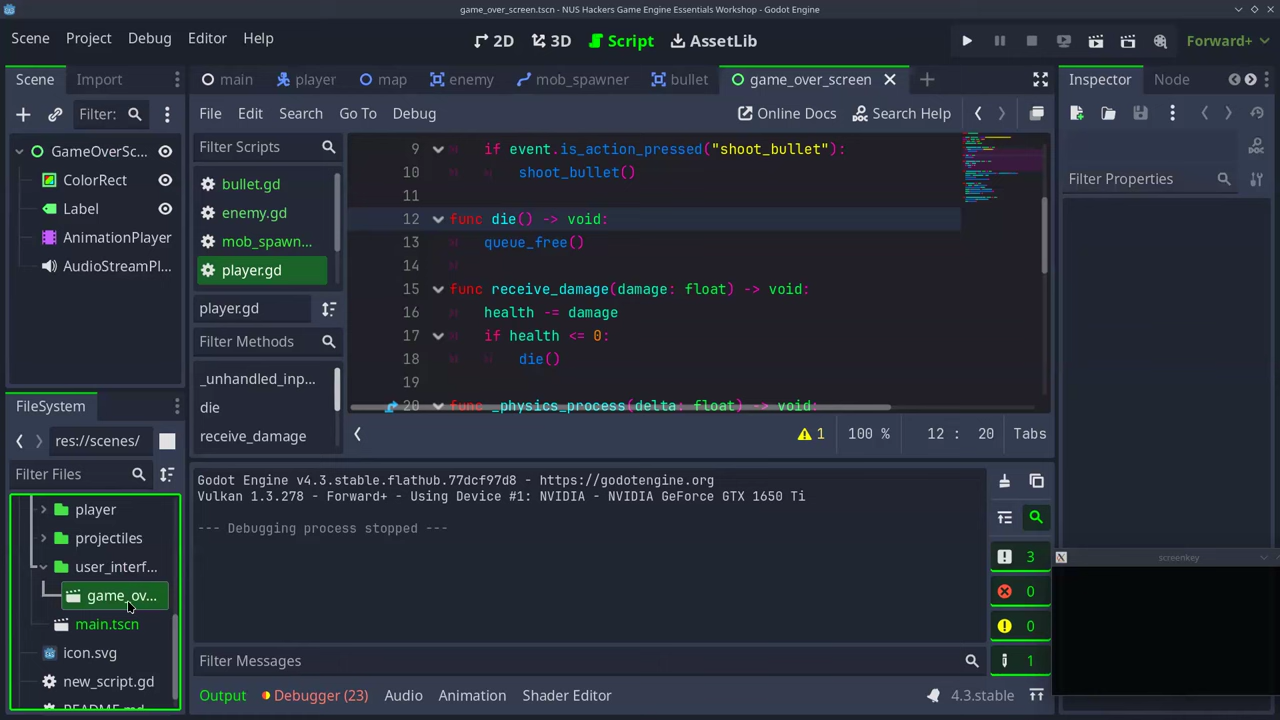 game_over_screen.tscn - NUS Hackers Game Engine Essentials Workshop - Godot Engine
Scene Project Debug Editor Help
2D 3D Script AssetLib
Forward+
Scene Import
main player map enemy mob_spawner bullet game_over_screen
Inspector Node
Filter:
File Edit Search Go To Debug
Online Docs Search Help
GameOverSc...
ColorRect
Label
AnimationPlayer
AudioStreamPl...
Filter Scripts
bullet.gd
enemy.gd
mob_spawn...
player.gd
player.gd
Filter Methods
_unhandled_inp...
die
receive_damage
9 if event.is_action_pressed("shoot_bullet"):
10 shoot_bullet()
11
12 func die() -> void:
13 queue_free()
14
15 func receive_damage(damage: float) -> void:
16 health -= damage
17 if health <= 0:
18 die()
19
20 func _physics_process(delta: float) -> void:
1 100 % 12 : 20 Tabs
Filter Properties
FileSystem
res://scenes/
Filter Files
player
projectiles
user_interf...
game_ov...
main.tscn
icon.svg
new_script.gd
README.md
Godot Engine v4.3.stable.flathub.77dcf97d8 - https://godotengine.org
Vulkan 1.3.278 - Forward+ - Using Device #1: NVIDIA - NVIDIA GeForce GTX 1650 Ti
--- Debugging process stopped ---
3
0
0
1
Filter Messages
Output Debugger (23) Audio Animation Shader Editor
4.3.stable
screenkey